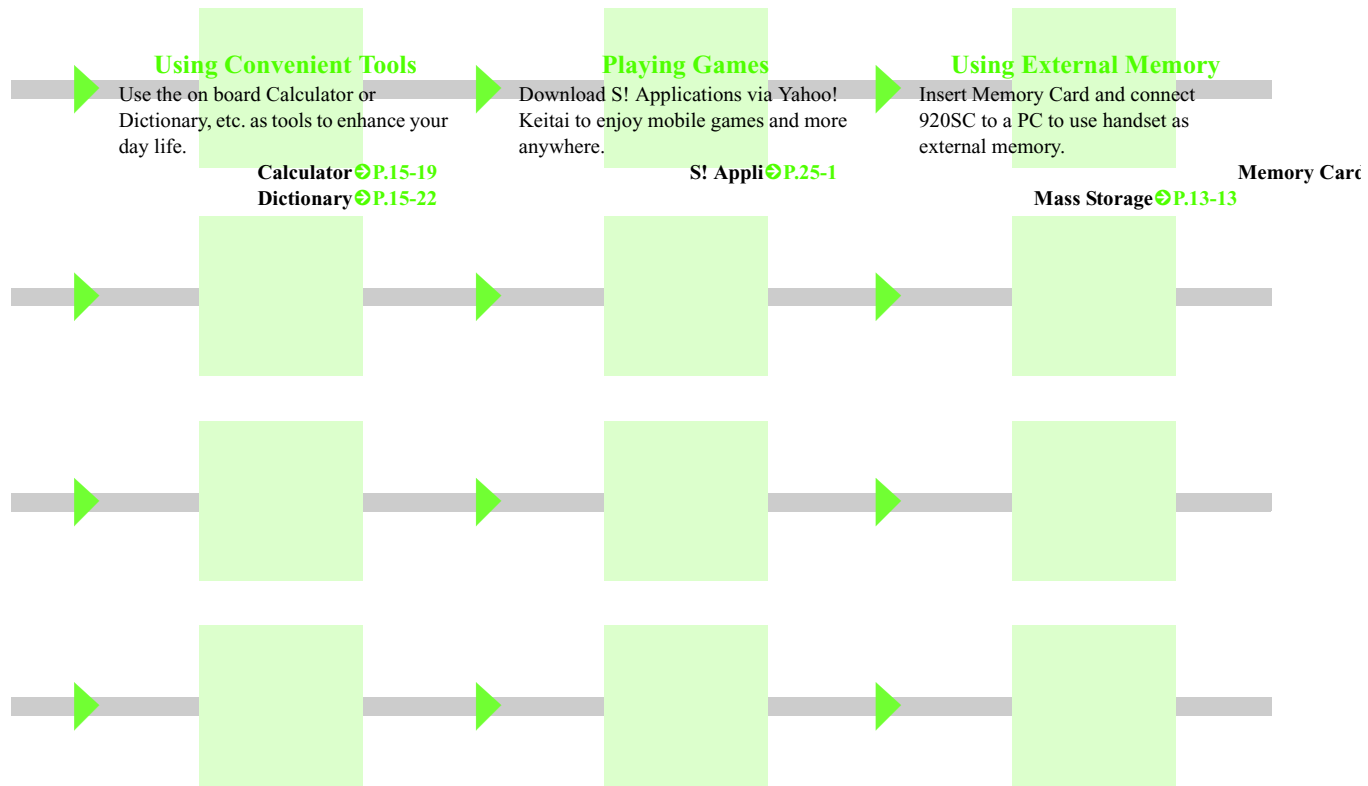 Using Convenient Tools
Use the on board Calculator or
Dictionary, etc. as tools to enhance your
day life.
Calculator P.15-19
Dictionary P.15-22
Playing Games
Download S! Applications via Yahoo!
Keitai to enjoy mobile games and more
anywhere.
S! Appli P.25-1
Using External Memory
Insert Memory Card and connect
920SC to a PC to use handset as
external memory.
Memory Card
Mass Storage P.13-13